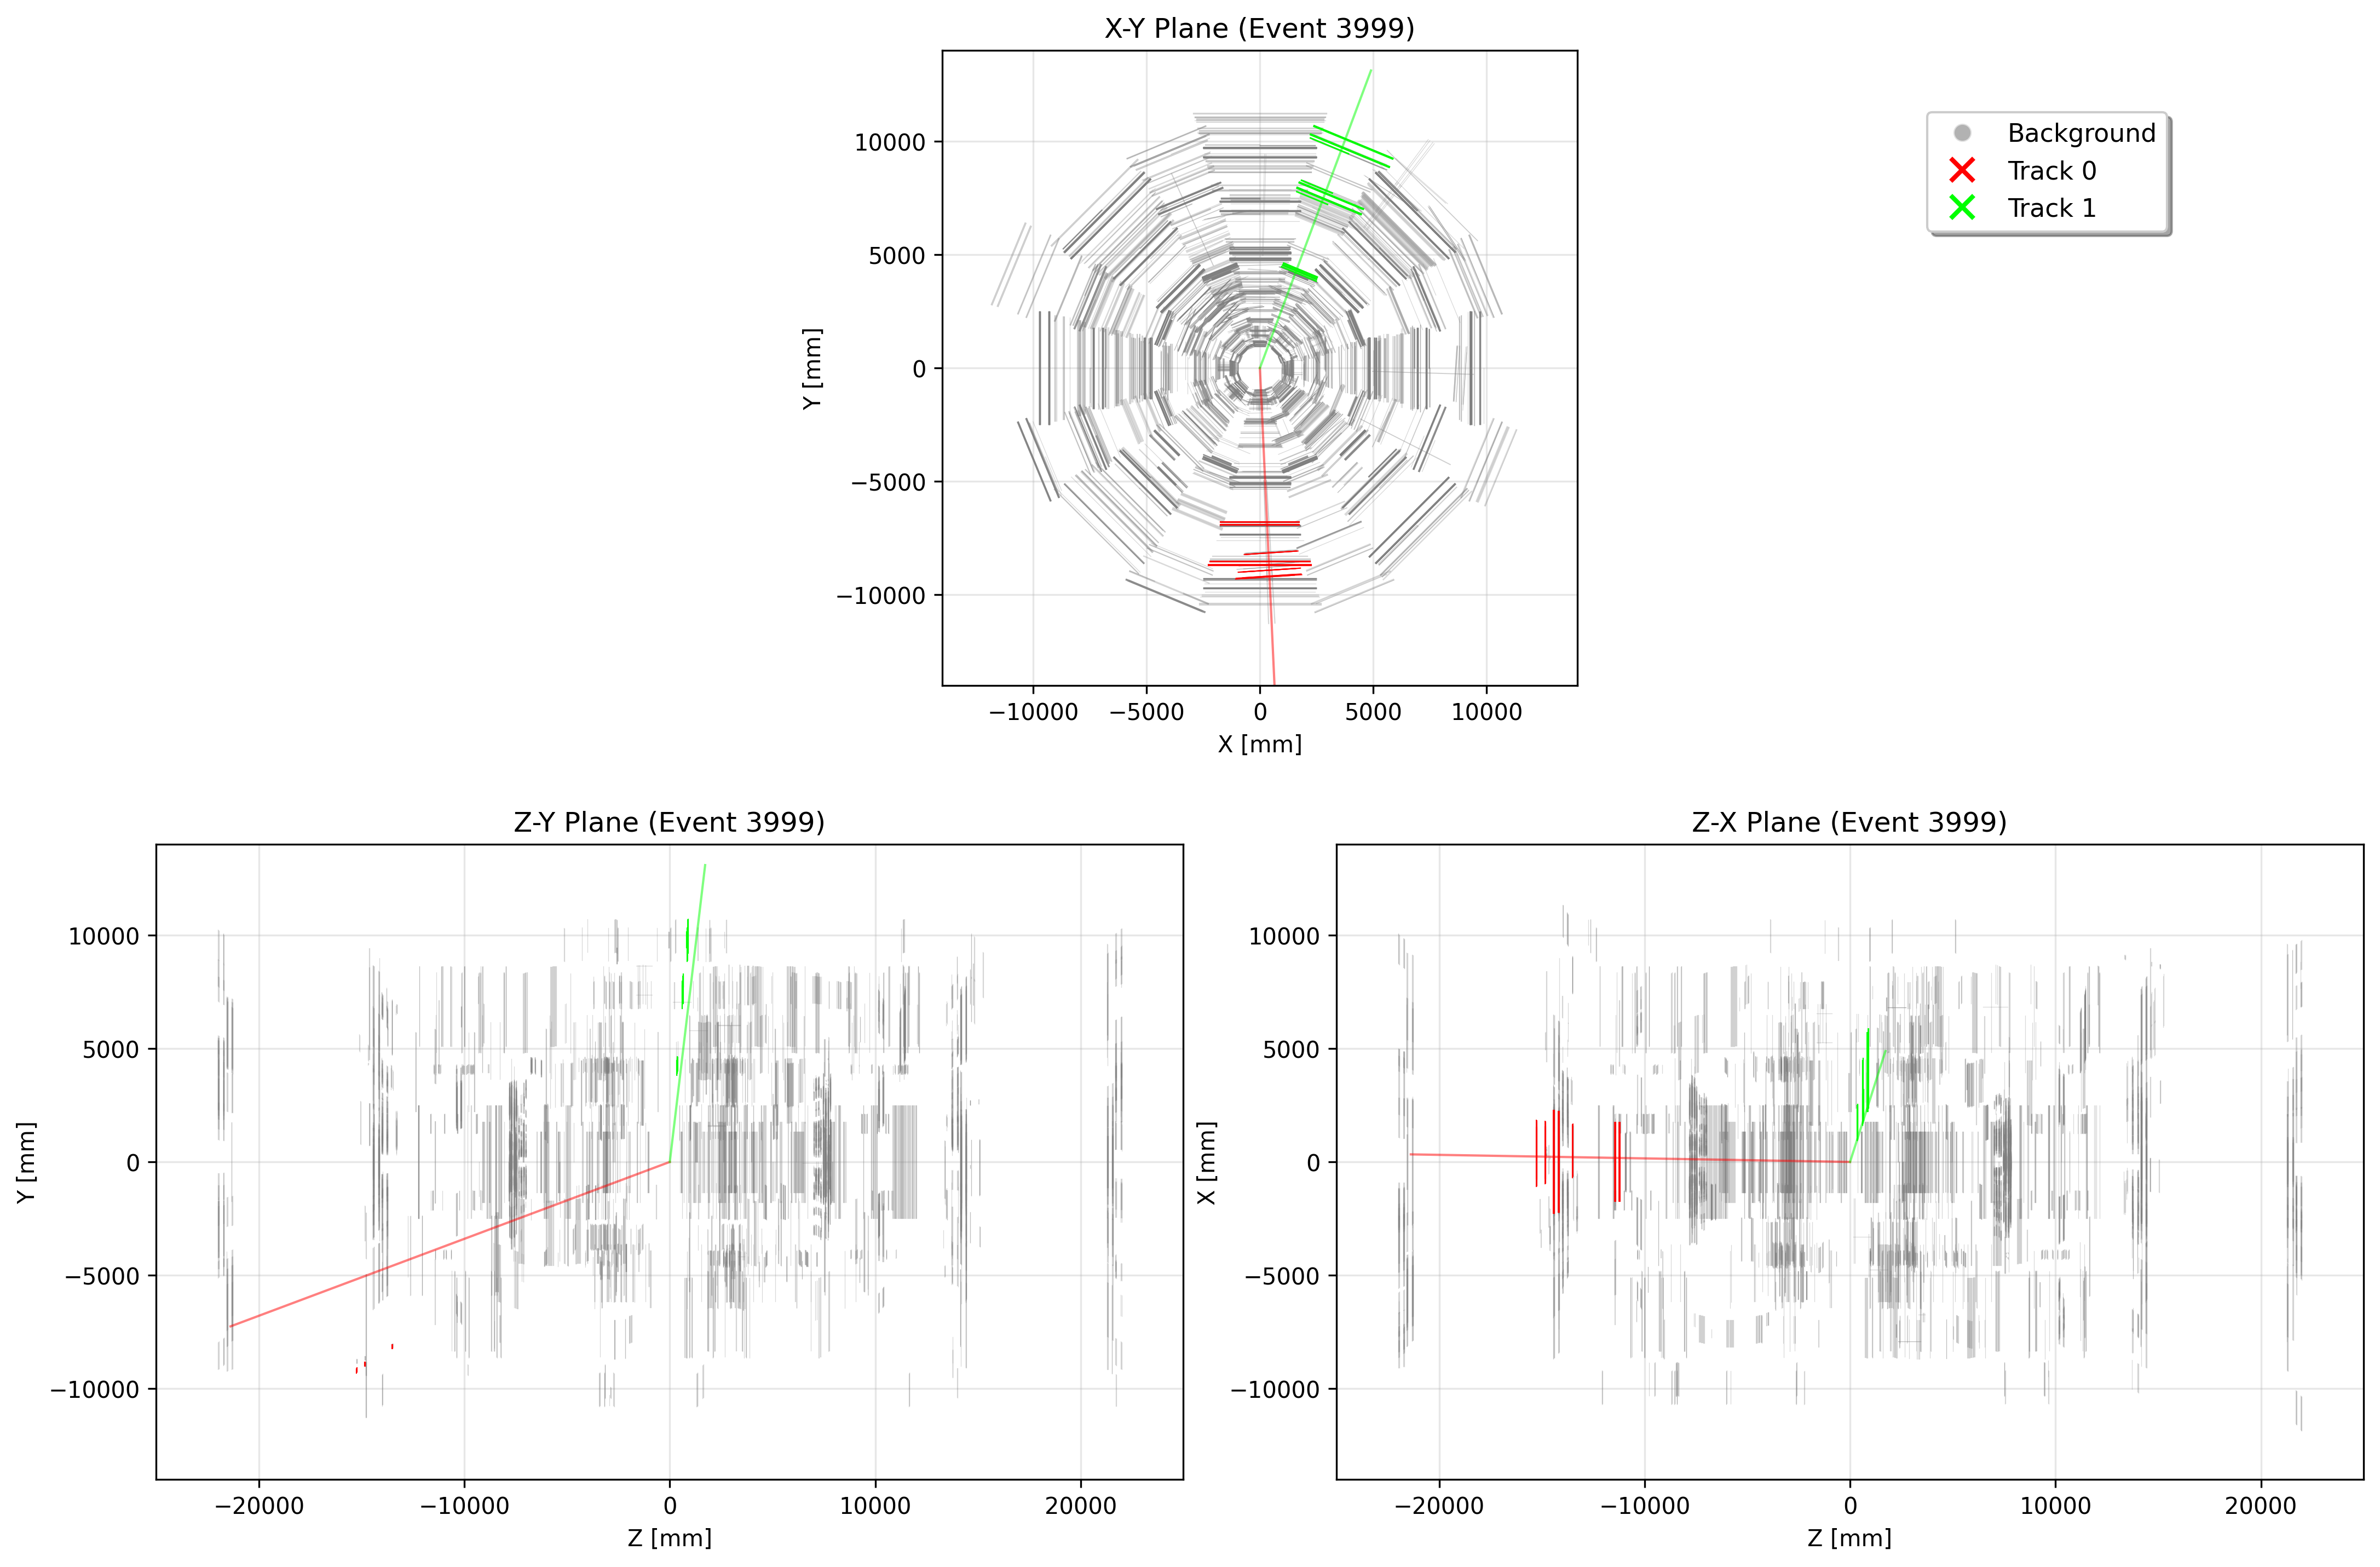 X-Y Plane (Event 3999)
10000
5000
0
−5000
−10000
Y [mm]
−10000 −5000 0 5000 10000
X [mm]
Background
Track 0
Track 1
Z-Y Plane (Event 3999)
10000
5000
0
−5000
−10000
Y [mm]
−20000 −10000 0 10000 20000
Z [mm]
Z-X Plane (Event 3999)
10000
5000
0
−5000
−10000
X [mm]
−20000 −10000 0 10000 20000
Z [mm]